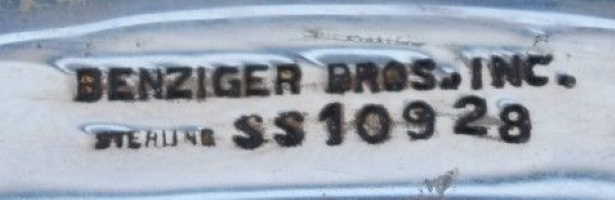 BENZIGER BROS., INC.
STERLING SS10928